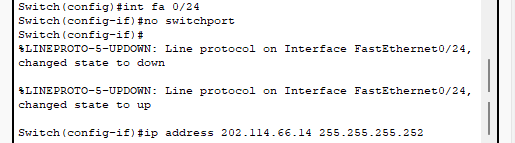 Switch(config)#int fa 0/24
Switch(config-if)#no switchport
Switch(config-if)#
%LINEPROTO-5-UPDOWN: Line protocol on Interface FastEthernet0/24,
changed state to down
%LINEPROTO-5-UPDOWN: Line protocol on Interface FastEthernet0/24,
changed state to up
Switch(config-if)#ip address 202.114.66.14 255.255.255.252